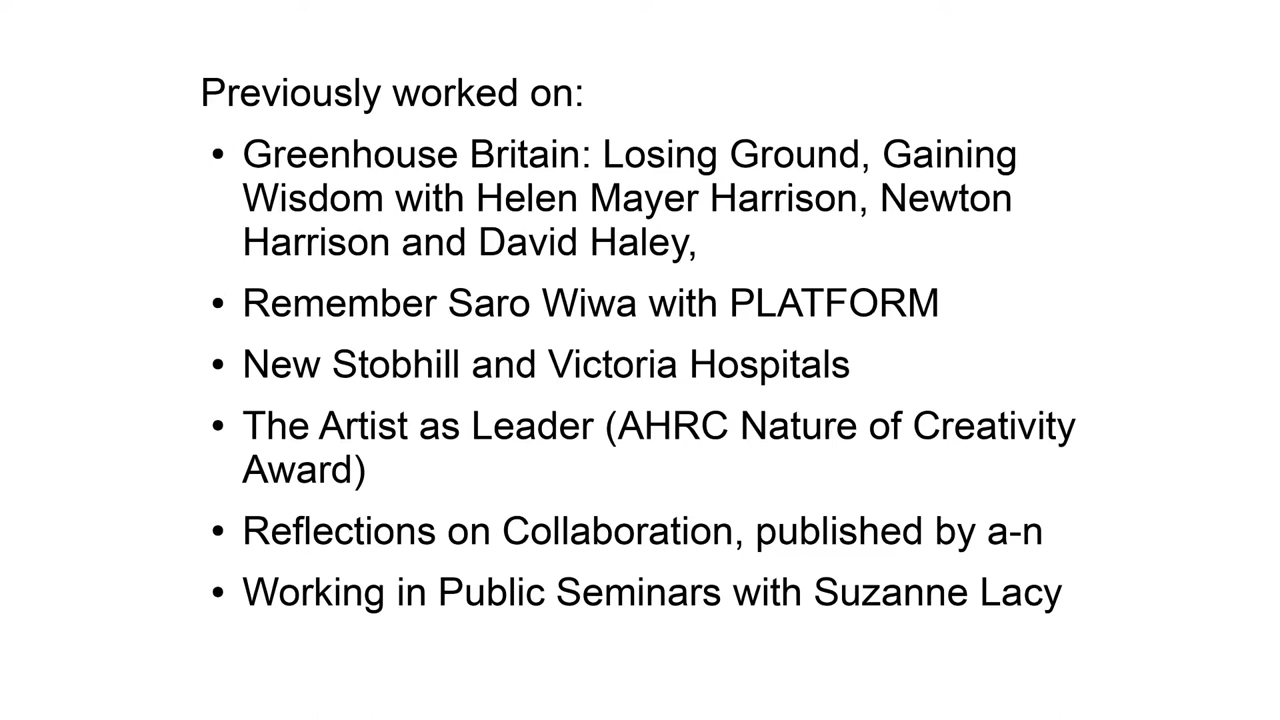 Previously worked on:
• Greenhouse Britain: Losing Ground, Gaining
Wisdom with Helen Mayer Harrison, Newton
Harrison and David Haley,
• Remember Saro Wiwa with PLATFORM
• New Stobhill and Victoria Hospitals
• The Artist as Leader (AHRC Nature of Creativity
Award)
• Reflections on Collaboration, published by a-n
• Working in Public Seminars with Suzanne Lacy